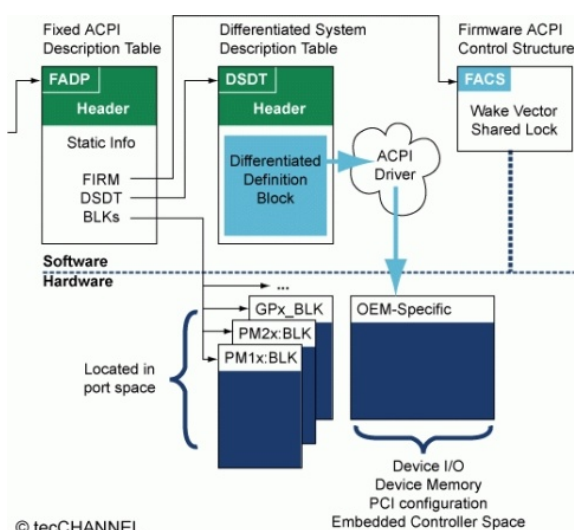 Fixed ACPI
Description Table
FADP
Header
Static Info
FIRM
DSDT
BLKs
Differentiated System
Description Table
DSDT
Header
Differentiated
Definition
Block
ACPI
Driver
Firmware ACPI
Control Structure
FACS
Wake Vector
Shared Lock
Software
Hardware
...
GPx_BLK
PM2x:BLK
PM1x:BLK
Located in
port space
OEM-Specific
Device I/O
Device Memory
PCI configuration
Embedded Controller Space
© tecCHANNEL